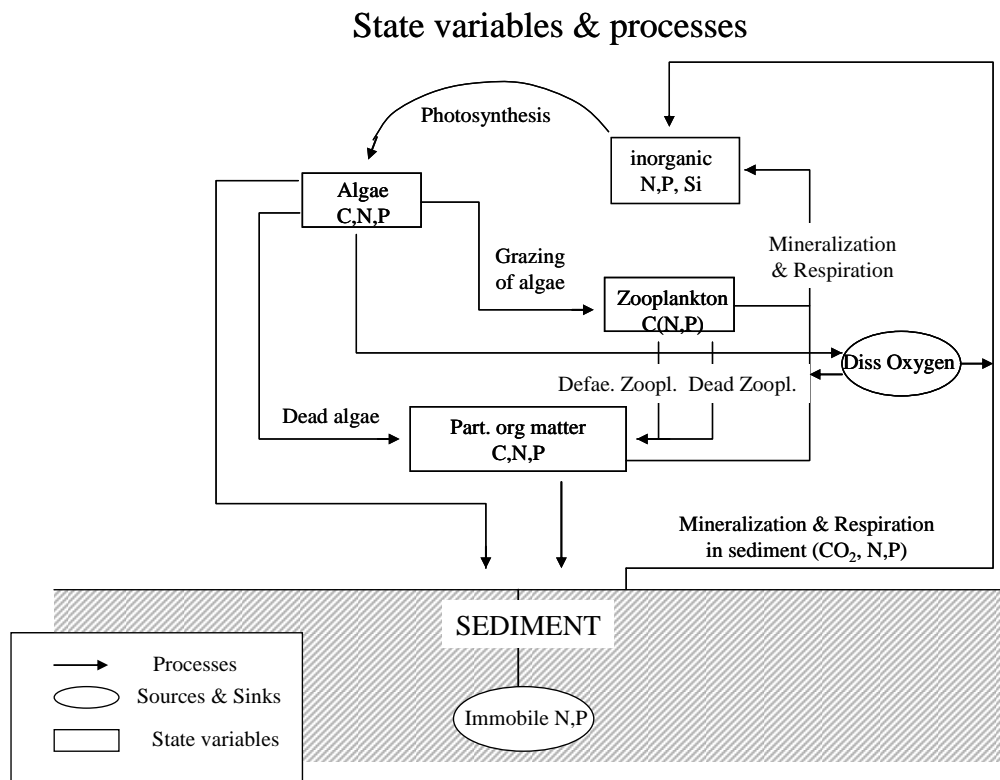 State variables & processes
Photosynthesis
inorganic
N,P, Si
Algae
C,N,P
Mineralization
& Respiration
Grazing
of algae
Zooplankton
C(N,P)
Diss Oxygen
Defae. Zoopl.
Dead Zoopl.
Dead algae
Part. org matter
C,N,P
Mineralization & Respiration
in sediment (CO₂, N,P)
SEDIMENT
Immobile N,P
Processes
Sources & Sinks
State variables